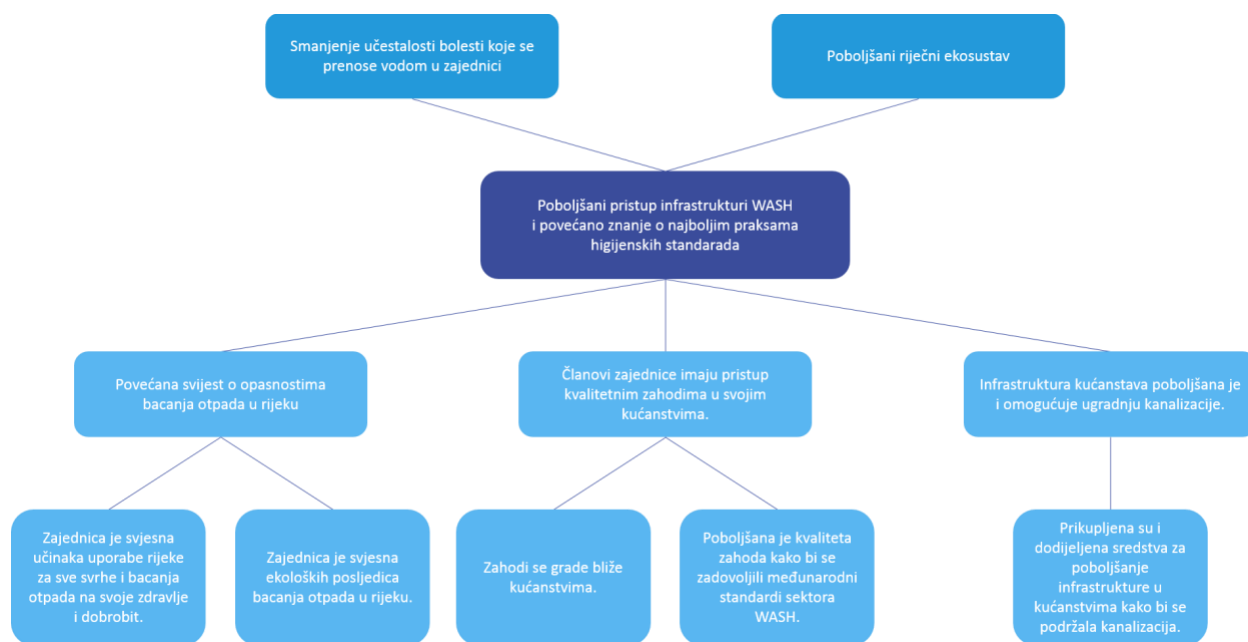 Smanjenje učestalosti bolesti koje se
prenose vodom u zajednici
Poboljšani riječni ekosustav
Poboljšani pristup infrastrukturi WASH
i povećano znanje o najboljim praksama
higijenskih standarada
Povećana svijest o opasnostima
bacanja otpada u rijeku
Članovi zajednice imaju pristup
kvalitetnim zahodima u svojim
kućanstvima.
Infrastruktura kućanstava poboljšana je
i omogućuje ugradnju kanalizacije.
Zajednica je svjesna
učinaka uporabe rijeke
za sve svrhe i bacanja
otpada na svoje zdravlje
i dobrobit.
Zajednica je svjesna
ekoloških posljedica
bacanja otpada u rijeku.
Zahodi se grade bliže
kućanstvima.
Poboljšana je kvaliteta
zahoda kako bi se
zadovoljili međunarodni
standardi sektora
WASH.
Prikupljena su i
dodijeljena sredstva za
poboljšanje
infrastrukture u
kućanstvima kako bi se
podržala kanalizacija.